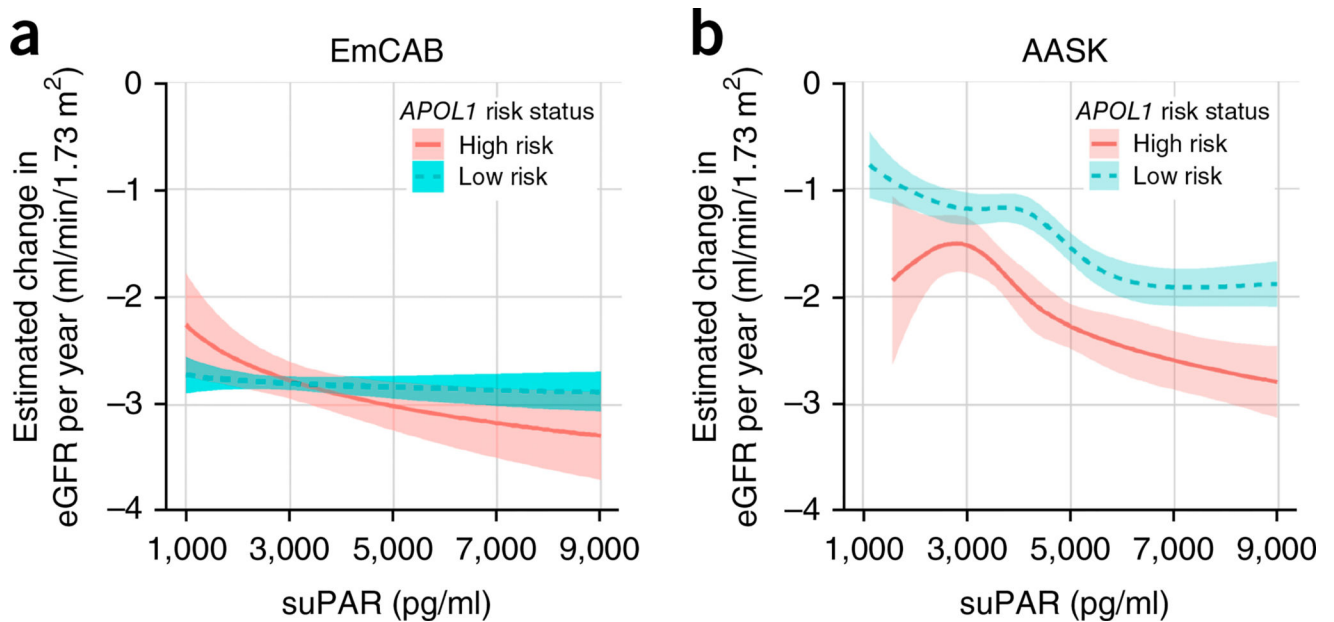 a
EmCAB
Estimated change in
eGFR per year (ml/min/1.73 m²)
0
–1
–2
–3
–4
APOL1 risk status
High risk
Low risk
1,000 3,000 5,000 7,000 9,000
suPAR (pg/ml)
b
AASK
Estimated change in
eGFR per year (ml/min/1.73 m²)
0
–1
–2
–3
–4
APOL1 risk status
High risk
Low risk
1,000 3,000 5,000 7,000 9,000
suPAR (pg/ml)